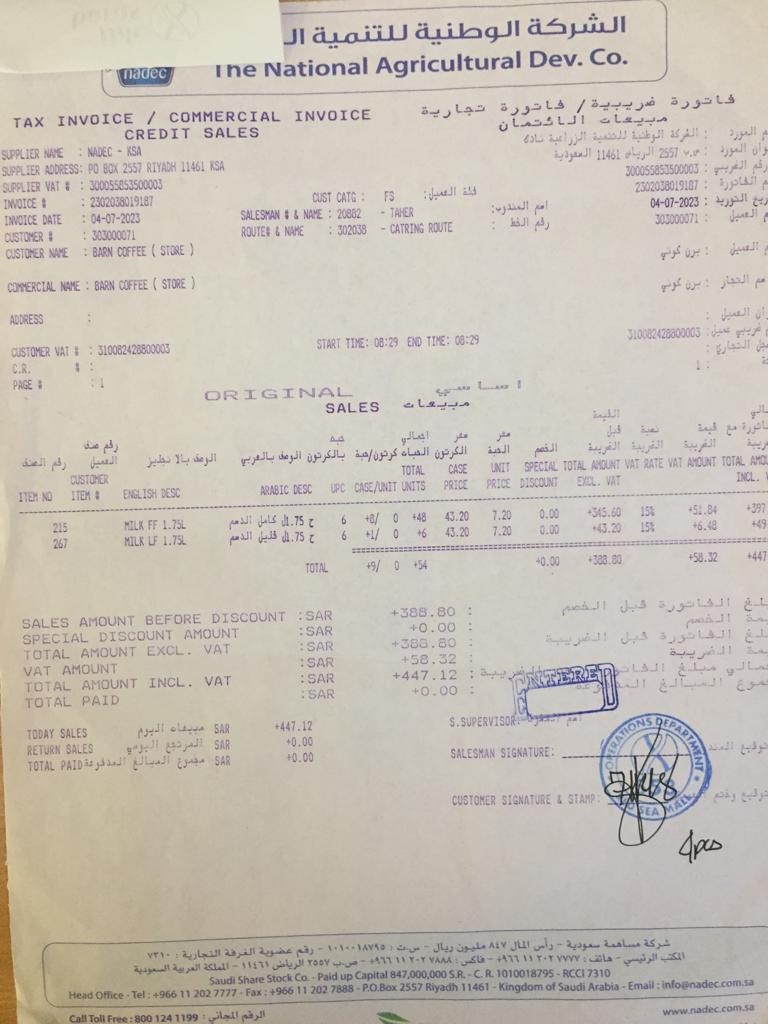 الشركة الوطنية للتنمية
nadec
The National Agricultural Dev. Co.
TAX INVOICE / COMMERCIAL INVOICE
فاتورة ضريبية / فاتورة تجارية
CREDIT SALES
مبيعات الائتمان
SUPPLIER NAME : NADEC - KSA
المورد : الشركة الوطنية للتنمية الزراعية نادك
SUPPLIER ADDRESS: PO BOX 2557 RIYADH 11461 KSA
المورد : ص.ب 2557 الرياض 11461 السعودية
SUPPLIER VAT # : 300055853500003
300055853500003
INVOICE # : 2302038019187
CUST CATG : FS فئة العميل:
الفاتورة : 2302038019187
INVOICE DATE : 04-07-2023
SALESMAN # & NAME : 20882 - TAHER اسم المندوب:
التوريد : 04-07-2023
CUSTOMER # : 303000071
ROUTE# & NAME : 302038 - CATRING ROUTE رقم الخط :
العميل : 303000071
CUSTOMER NAME : BARN COFFEE ( STORE )
العميل : برن كوفي
COMMERCIAL NAME : BARN COFFEE ( STORE )
التجار : برن كوفي
ADDRESS :
العميل :
CUSTOMER VAT # : 310082428800003
START TIME: 08:29 END TIME: 08:29
310082428800003
C.R. # :
التجاري :
PAGE # : 1
: 1
ORIGINAL اساسي
SALES مبيعات
ITEM NO CUSTOMER ITEM # ENGLISH DESC ARABIC DESC UPC CASE/UNIT TOTAL UNITS CASE PRICE UNIT PRICE SPECIAL DISCOUNT TOTAL AMOUNT EXCL. VAT VAT RATE VAT AMOUNT TOTAL INCL.
215 MILK FF 1.75L ح 1.75ل كامل الدسم 6 +8/ 0 +48 43.20 7.20 0.00 +345.60 15% +51.84 +397
267 MILK LF 1.75L ح 1.75ل قليل الدسم 6 +1/ 0 +6 43.20 7.20 0.00 +43.20 15% +6.48 +49
TOTAL +9/ 0 +54 +0.00 +388.80 +58.32 +447
SALES AMOUNT BEFORE DISCOUNT :SAR +388.80 : الفاتورة قبل الخصم
SPECIAL DISCOUNT AMOUNT :SAR +0.00 : الخصم
TOTAL AMOUNT EXCL. VAT :SAR +388.80 : الفاتورة قبل الضريبة
VAT AMOUNT :SAR +58.32 : الضريبة
TOTAL AMOUNT INCL. VAT :SAR +447.12 : مبلغ
TOTAL PAID :SAR +0.00 : المبالغ
ENTERED
TODAY SALES مبيعات اليوم SAR +447.12
RETURN SALES المرتجع اليومي SAR +0.00
TOTAL PAID مجموع المبالغ المدفوعة SAR +0.00
S.SUPERVISOR:
SALESMAN SIGNATURE:
توقيع
CUSTOMER SIGNATURE & STAMP:
توقيع وختم
OPERATIONS DEPARTMENT
SEA MALL
4pcs
شركة مساهمة سعودية - رأس المال ٨٤٧ مليون ريال - س.ت : ١٠١٠٠١٨٧٩٥ - رقم عضوية الغرفة التجارية : ٧٣١٠
المكتب الرئيسي - هاتف : ٧٧٧٧ ٢٠٢ ١١ ٩٦٦+ - فاكس : ٧٨٨٨ ٢٠٢ ١١ ٩٦٦+ - ص.ب ٢٥٥٧ الرياض ١١٤٦١ - المملكة العربية السعودية
Saudi Share Stock Co. - Paid up Capital 847,000,000 S.R. - C. R. 1010018795 - RCCI 7310
Head Office - Tel : +966 11 202 7777 - Fax : +966 11 202 7888 - P.O.Box 2557 Riyadh 11461 - Kingdom of Saudi Arabia - Email : info@nadec.com.sa
Call Toll Free : 800 124 1199 : الرقم المجاني
www.nadec.com.sa